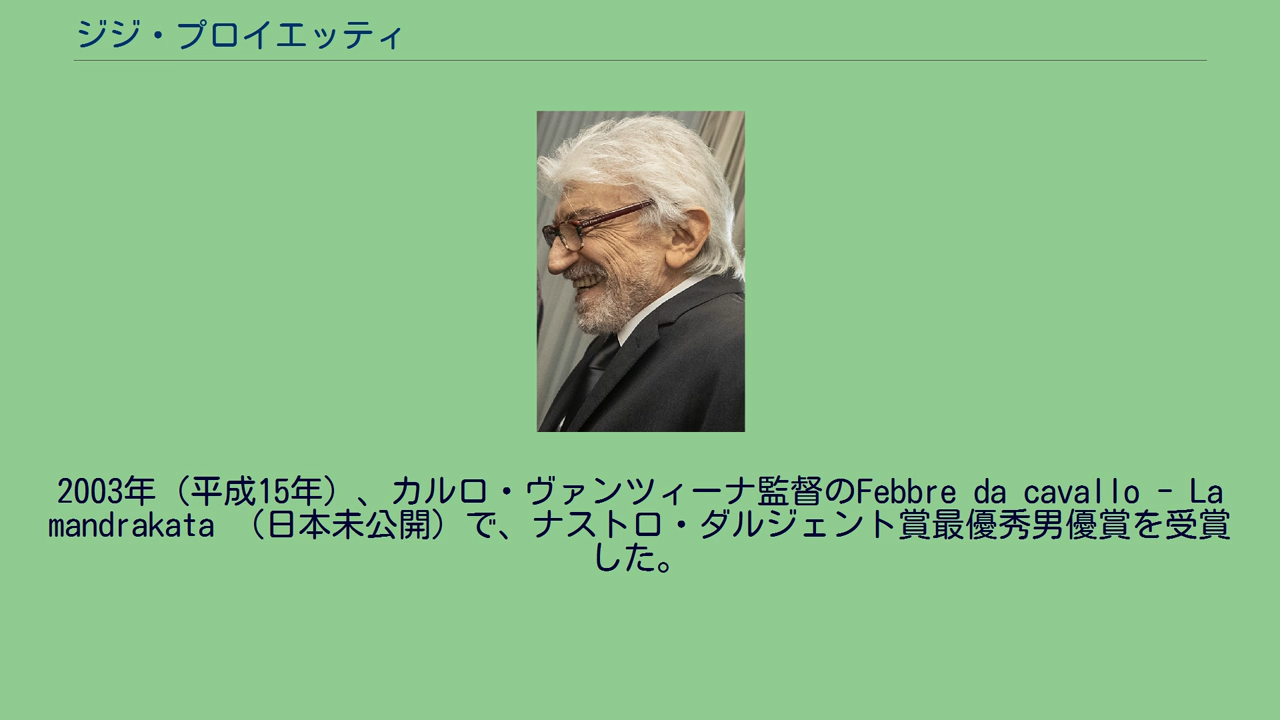 ジジ・プロイエッティ
2003年（平成15年）、カルロ・ヴァンツィーナ監督のFebbre da cavallo - La
mandrakata （日本未公開）で、ナストロ・ダルジェント賞最優秀男優賞を受賞
した。